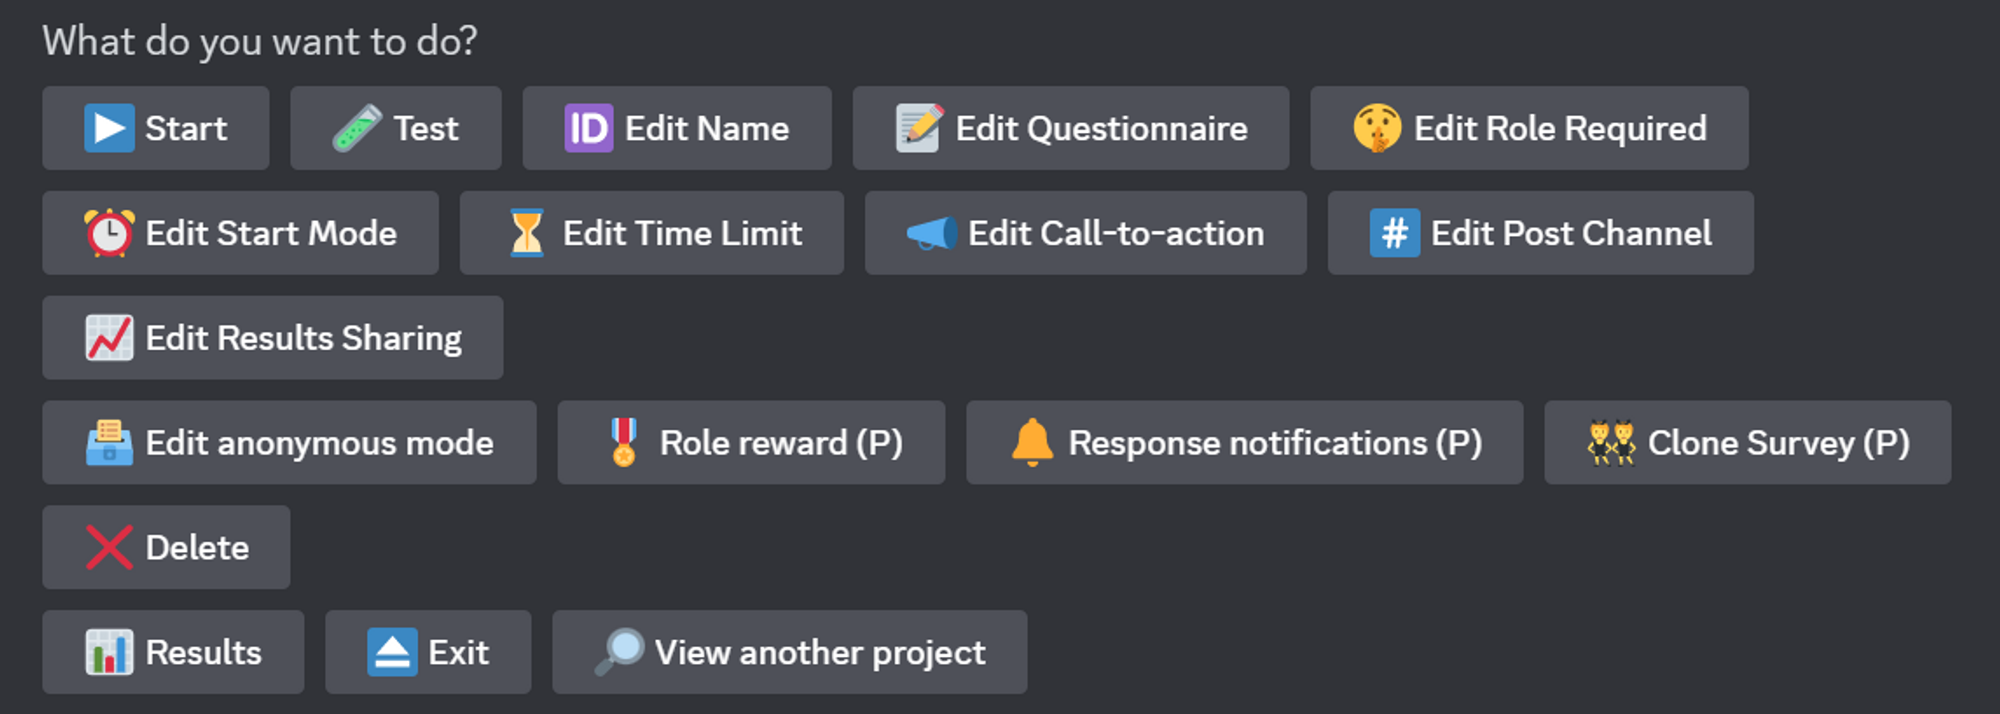 What do you want to do?
Start Test ID Edit Name Edit Questionnaire Edit Role Required
Edit Start Mode Edit Time Limit Edit Call-to-action # Edit Post Channel
Edit Results Sharing
Edit anonymous mode Role reward (P) Response notifications (P) Clone Survey (P)
Delete
Results Exit View another project